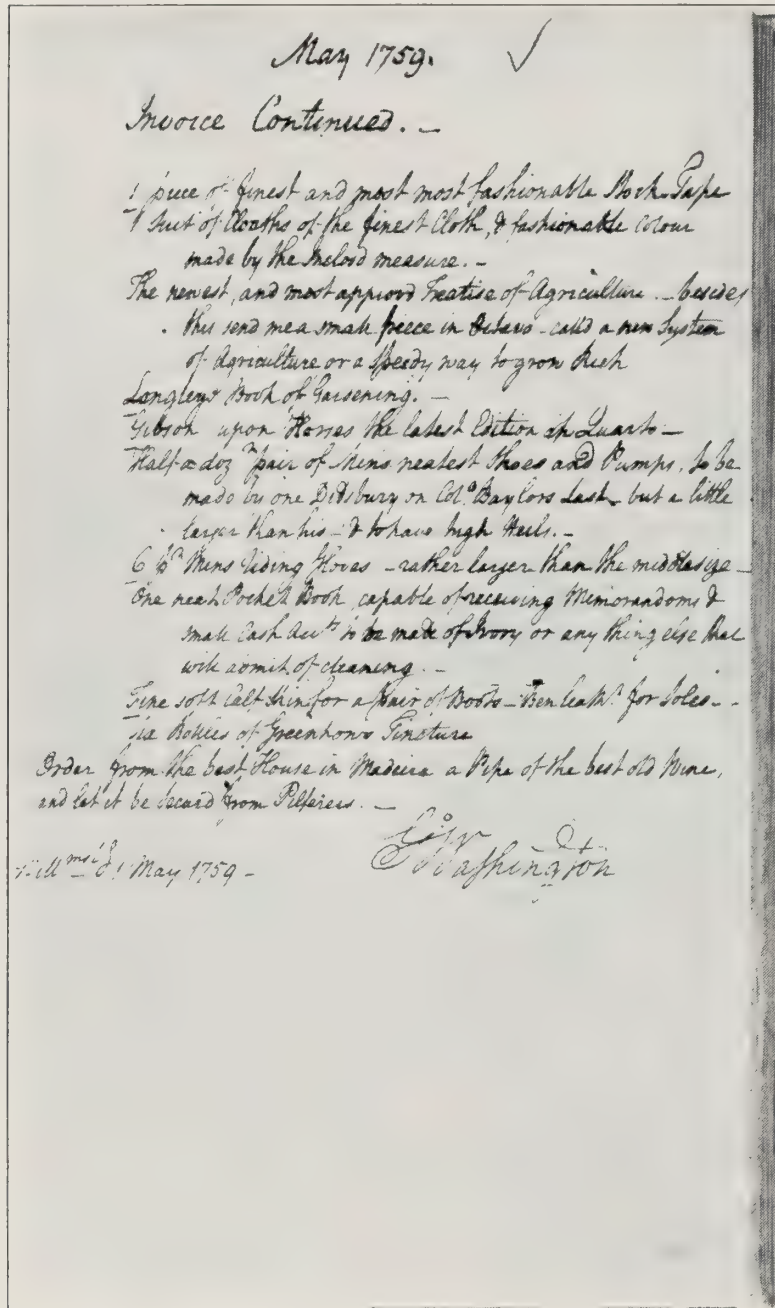 May 1759.
Invoice Continued. —
1 piece of finest and most most fashionable Stock Tape
1 Suit of Cloaths of the finest Cloth, & fashionable colour
made by the Inclosd measure. —
The newest, and most approvd Treatise of Agriculture — besides
this send me a small piece in Octavo — calld a new System
of Agriculture or a Speedy way to grow Rich
Langleys Book of Gardening. —
Gibson upon Horses the latest Edition in Quarto —
Half a doz.n pair of Mens neatest Shoes and Pumps, to be
made by one Didsbury on Colo. Baylors Last — but a little
larger than his — & to have high Heels. —
6 pr Mens riding Gloves — rather larger than the middle size —
One neat Pocket Book, capable of receiving Memorandoms &
small Cash Accts to be made of Ivory or any thing else that
will admit of cleaning. —
Fine soft Calf Skin for a pair of Boots — Ben leathr for Soles —
Six Bottles of Greenhows Tincture
Order from the best House in Madeira a Pipe of the best old Wine,
and let it be Securd from Pilferers. —
Go: Washington
May 1759 —